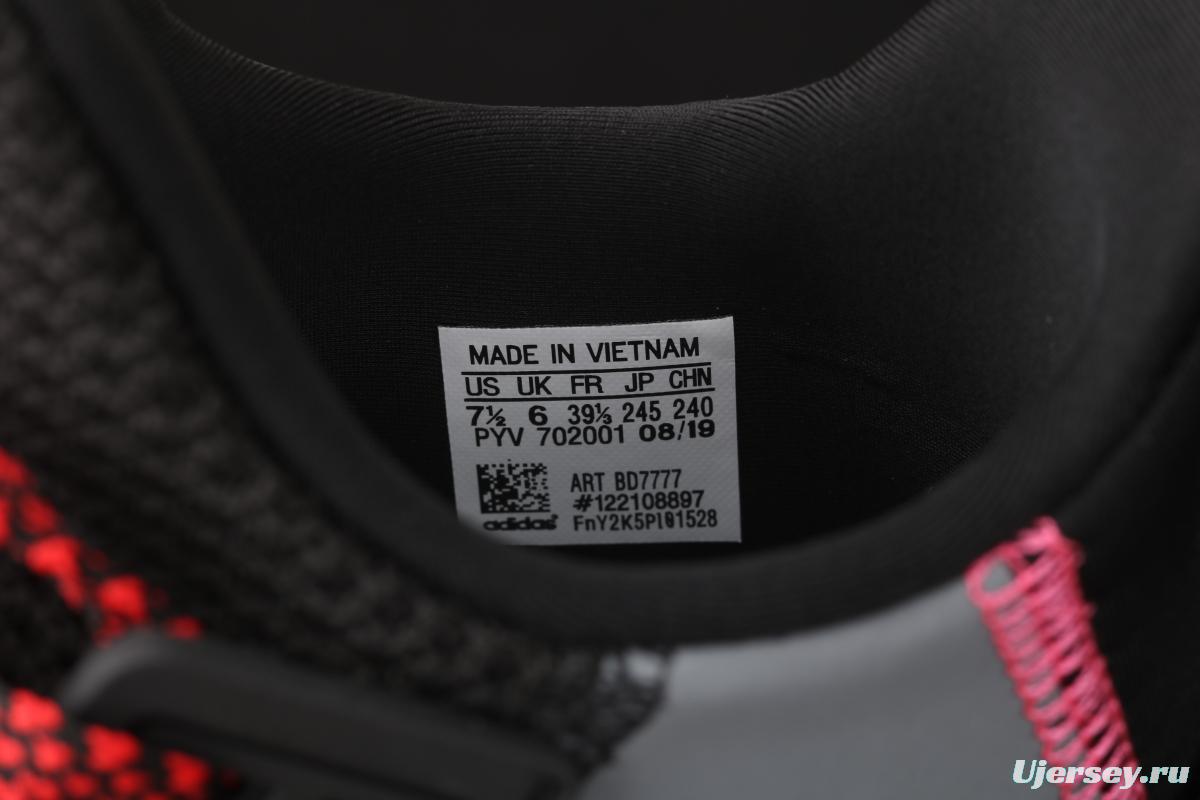 MADE IN VIETNAM
US UK FR JP CHN
7½ 6 39⅓ 245 240
PYV 702001 08/19
ART BD7777
#122108897
adidas FnY2K5Pl01528
Ujersey.ru